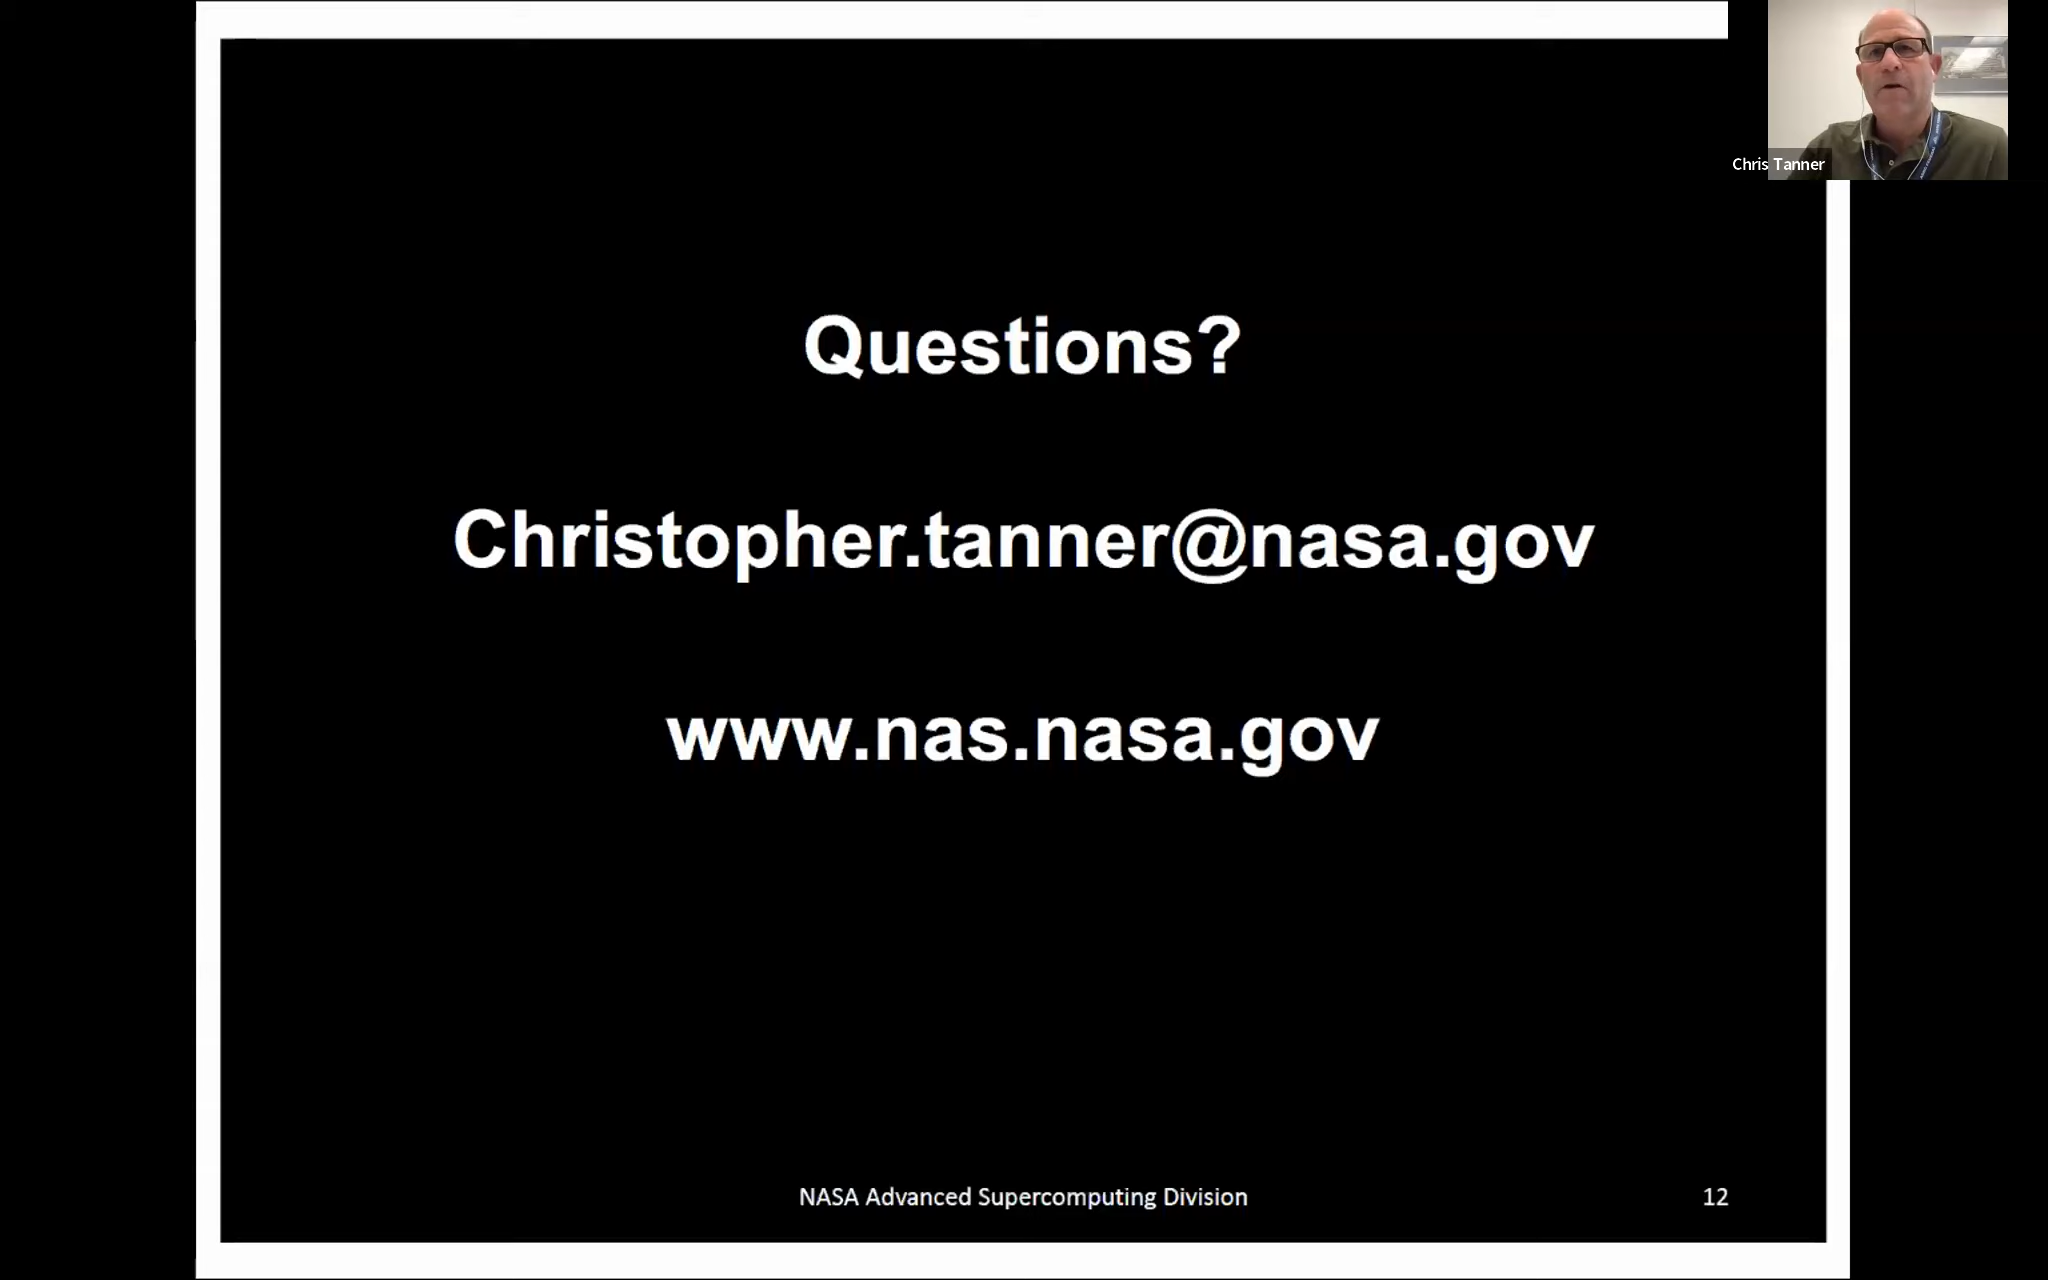 Chris Tanner
Questions?
Christopher.tanner@nasa.gov
www.nas.nasa.gov
NASA Advanced Supercomputing Division
12